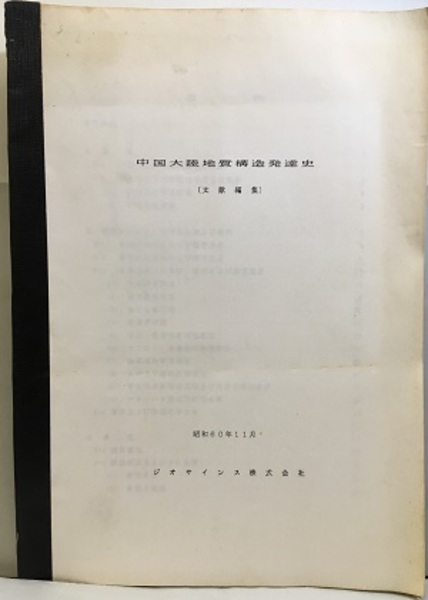 中国大陸地質構造発達史
〔文献編集〕
昭和60年11月
ジオサイエンス株式会社